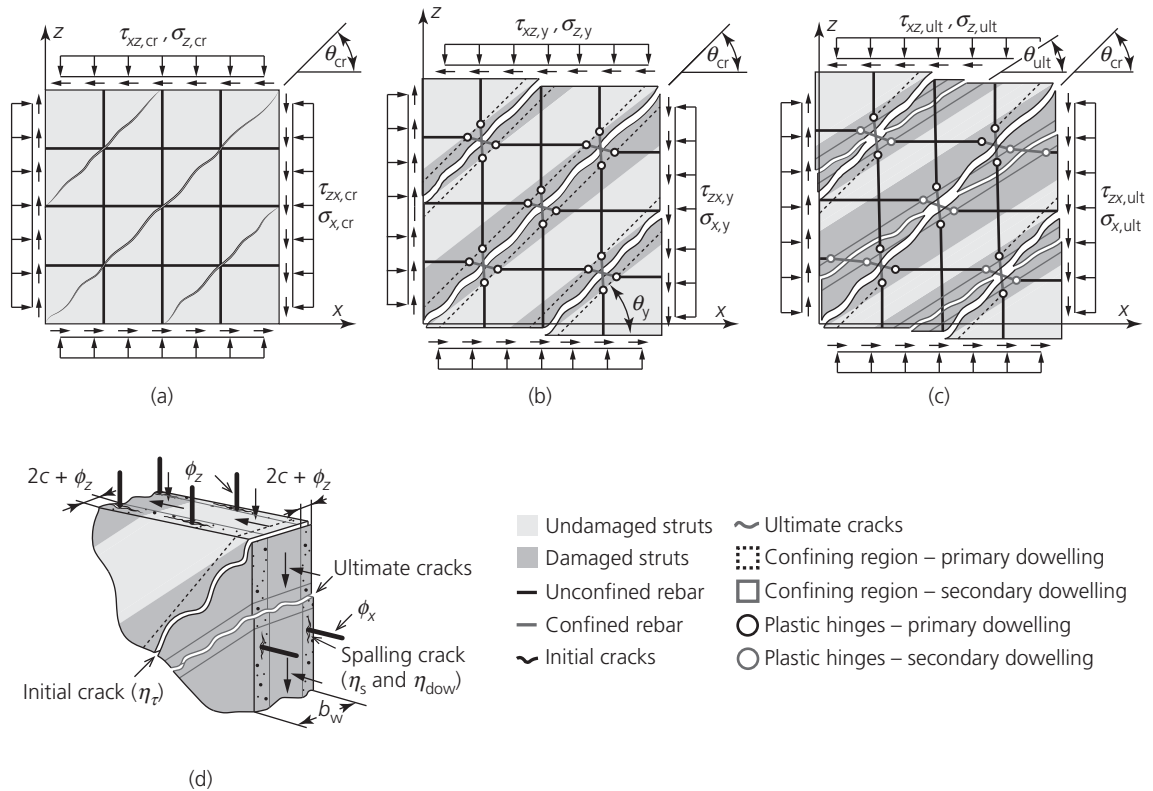 z
τxz,cr , σz,cr
θcr
τzx,cr
σx,cr
x
(a)
z
τxz,y , σz,y
θcr
τzx,y
σx,y
θy
x
(b)
z
τxz,ult , σz,ult
θult
θcr
τzx,ult
σx,ult
x
(c)
2c + ϕz
ϕz
2c + ϕz
Ultimate cracks
ϕx
Spalling crack
(ηs and ηdow)
Initial crack (ητ)
bw
(d)
Undamaged struts
Damaged struts
Unconfined rebar
Confined rebar
Initial cracks
Ultimate cracks
Confining region – primary dowelling
Confining region – secondary dowelling
Plastic hinges – primary dowelling
Plastic hinges – secondary dowelling